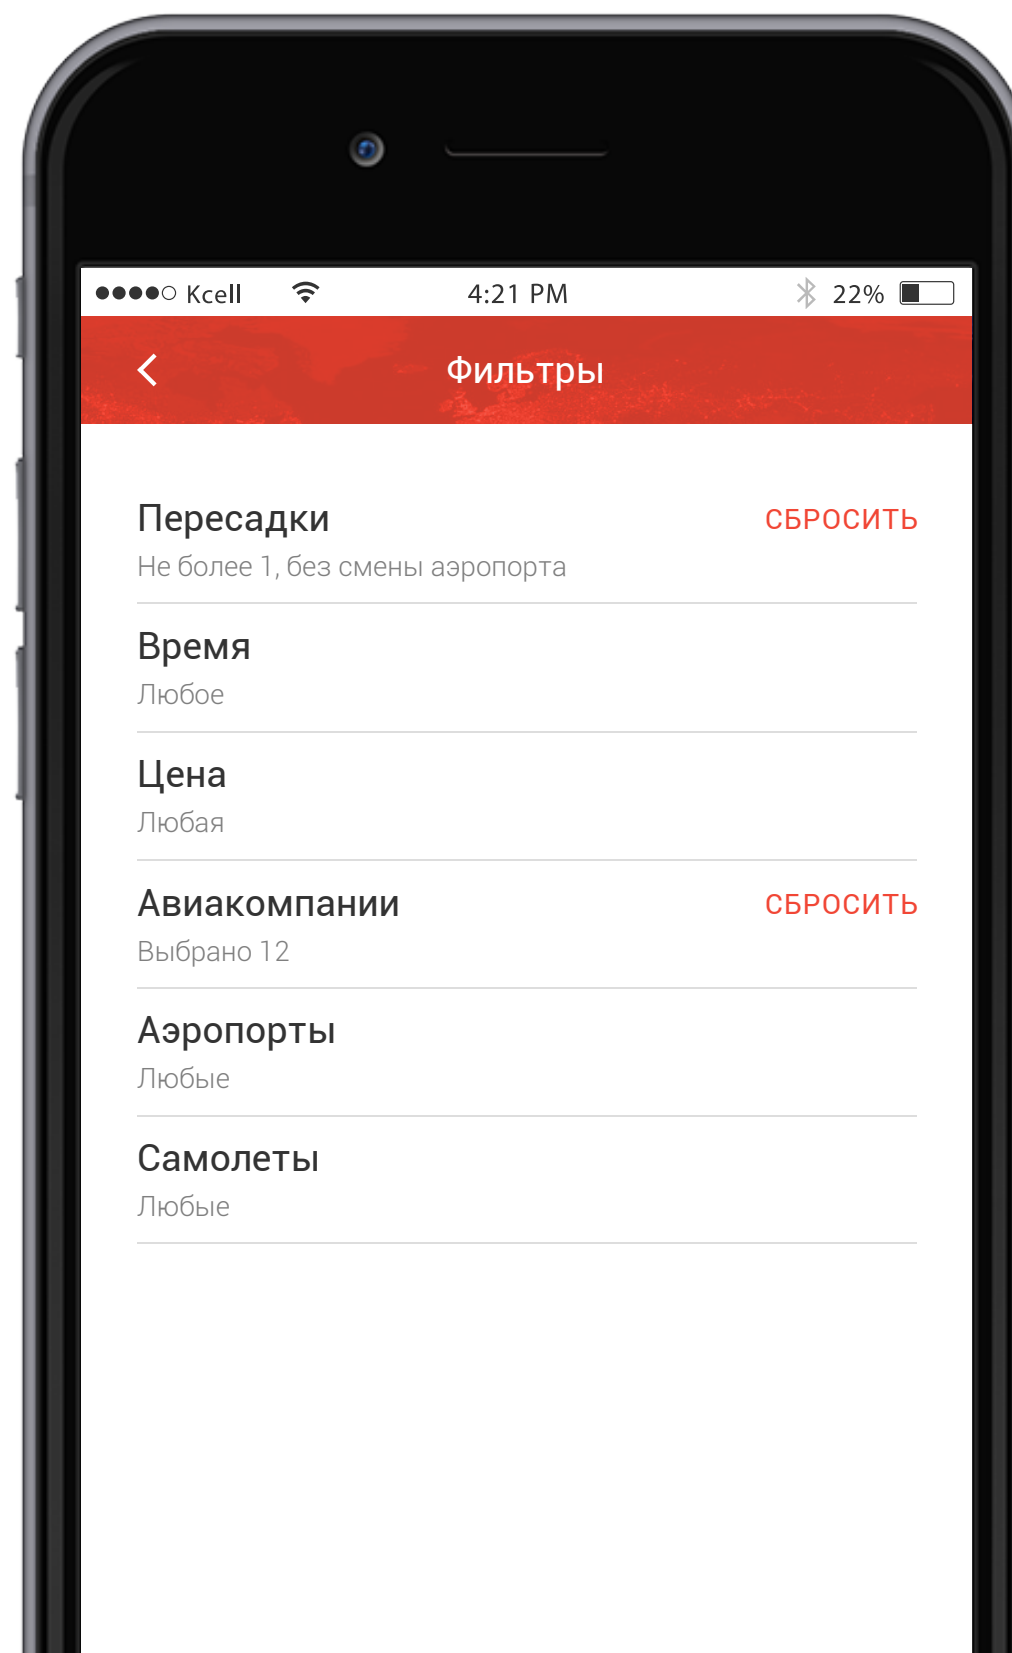 Kcell 4:21 PM 22%
Фильтры
Пересадки СБРОСИТЬ
Не более 1, без смены аэропорта
Время
Любое
Цена
Любая
Авиакомпании СБРОСИТЬ
Выбрано 12
Аэропорты
Любые
Самолеты
Любые